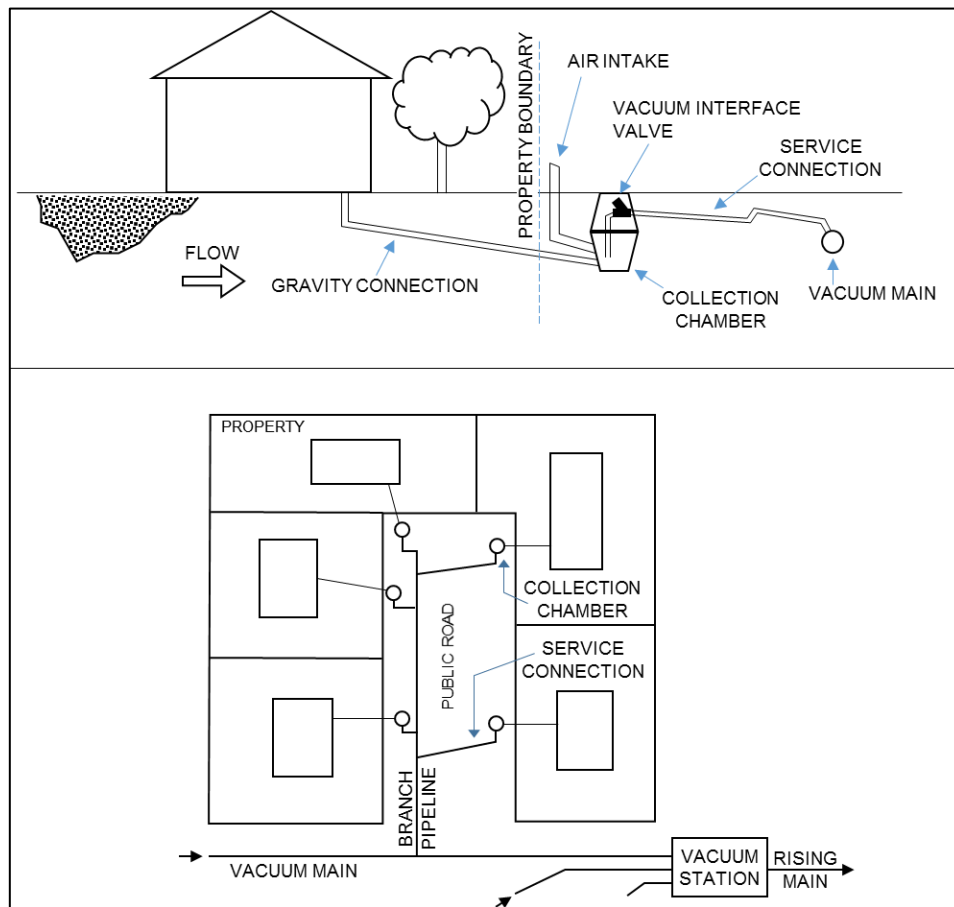 AIR INTAKE
VACUUM INTERFACE
VALVE
SERVICE
CONNECTION
PROPERTY BOUNDARY
FLOW
GRAVITY CONNECTION
COLLECTION
CHAMBER
VACUUM MAIN
PROPERTY
COLLECTION
CHAMBER
PUBLIC ROAD
SERVICE
CONNECTION
BRANCH
PIPELINE
VACUUM MAIN
VACUUM
STATION
RISING
MAIN